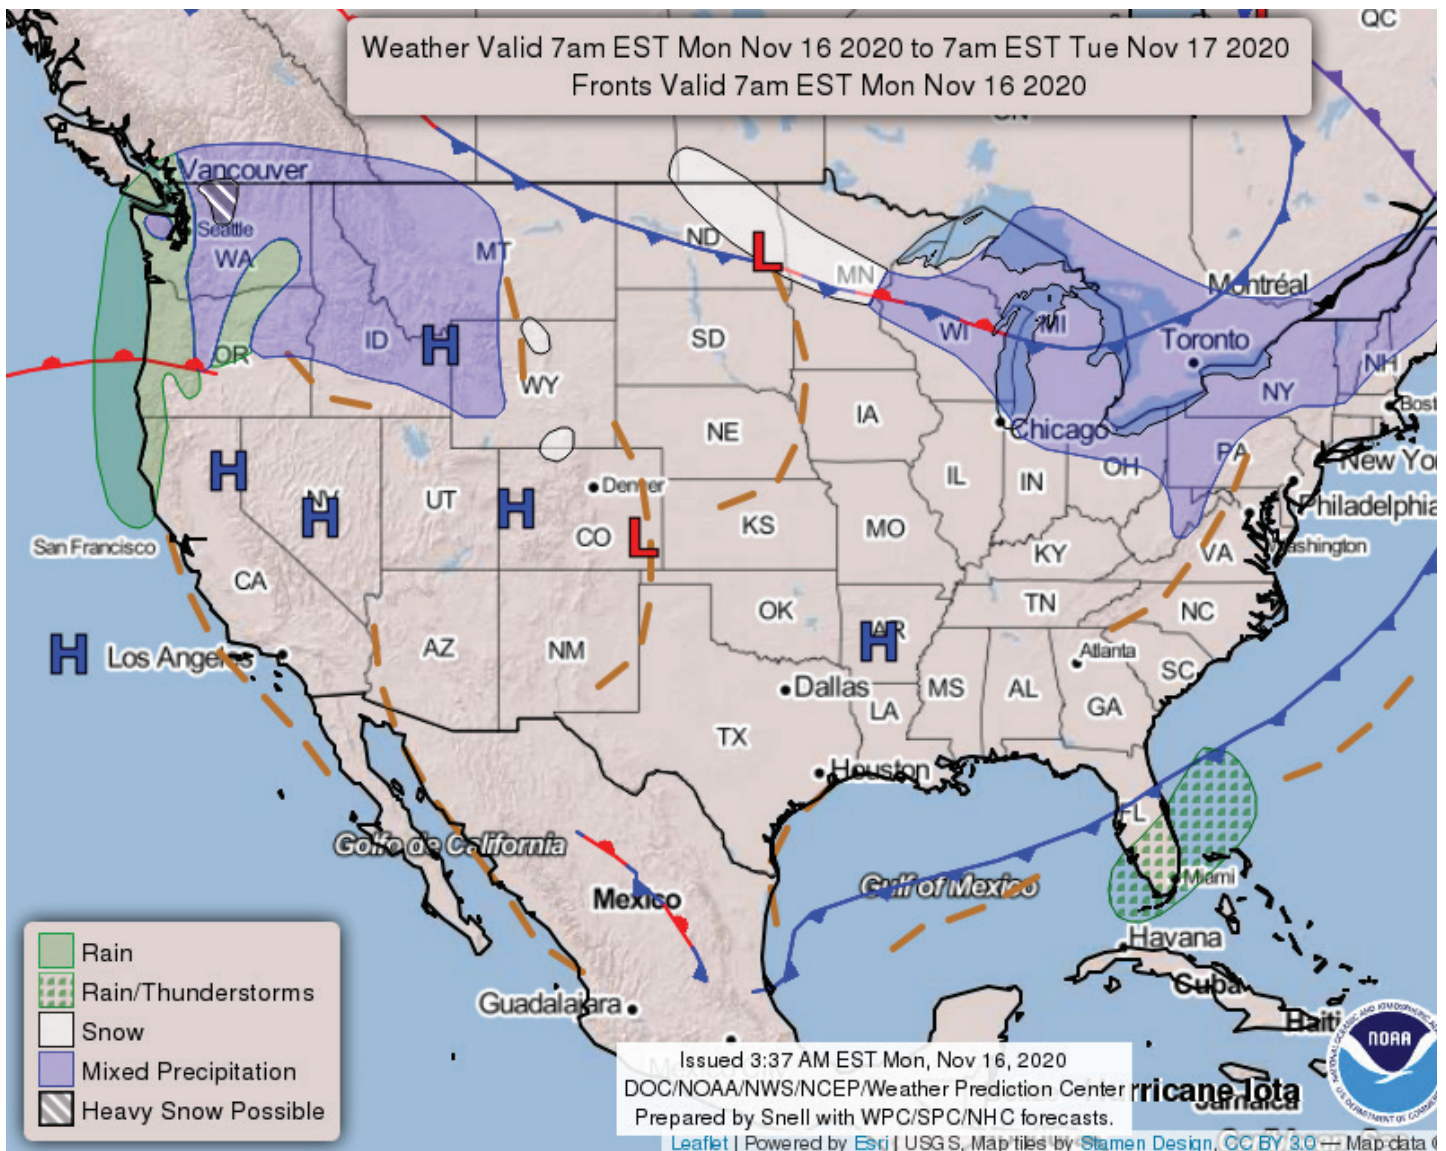 QC
Weather Valid 7am EST Mon Nov 16 2020 to 7am EST Tue Nov 17 2020
Fronts Valid 7am EST Mon Nov 16 2020
Vancouver
Seattle
WA
MT
ND
L
MN
Montréal
OR
ID
H
WY
SD
WI
MI
Toronto
NH
NY
IA
NE
Chicago
Bost
PA
New Yo
H
NV
H
UT
H
Denver
IL
IN
OH
Philadelphia
San Francisco
CO
L
KS
MO
KY
VA
Washington
CA
OK
TN
NC
H
Los Angeles
AZ
NM
AR
H
Atlanta
SC
Dallas
MS
AL
GA
LA
TX
Houston
FL
Golfo de California
Mexico
Gulf of Mexico
Miami
Havana
Cuba
Guadalajara
Haiti
NOAA
Rain
Rain/Thunderstorms
Snow
Mixed Precipitation
Heavy Snow Possible
Issued 3:37 AM EST Mon, Nov 16, 2020
DOC/NOAA/NWS/NCEP/Weather Prediction Center
Prepared by Snell with WPC/SPC/NHC forecasts.
rricane Iota
Jamaica
Leaflet | Powered by Esri | USGS, Map tiles by Stamen Design, CC BY 3.0 — Map data ©